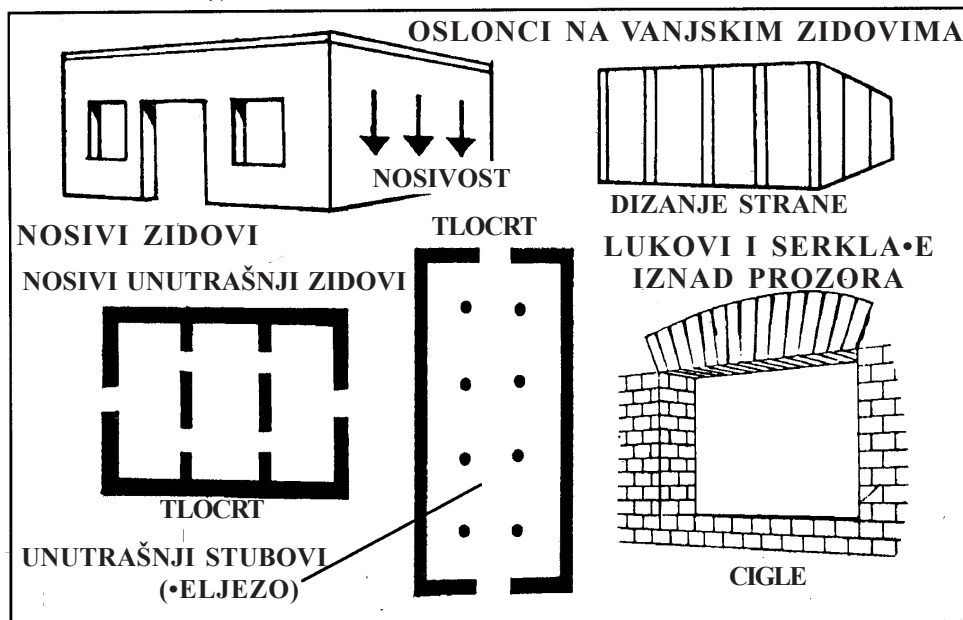 OSLONCI NA VANJSKIM ZIDOVIMA
NOSIVOST
DIZANJE STRANE
NOSIVI ZIDOVI
TLOCRT
LUKOVI I SERKLA•E
IZNAD PROZORA
NOSIVI UNUTRAŠNJI ZIDOVI
TLOCRT
UNUTRAŠNJI STUBOVI
(•ELJEZO)
CIGLE